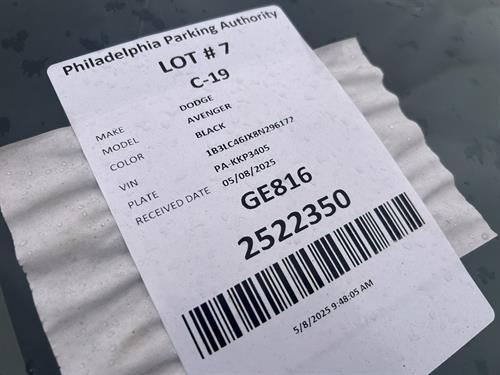 Philadelphia Parking Authority
LOT # 7
C-19
MAKE DODGE
MODEL AVENGER
COLOR BLACK
VIN 1B3LC46JX8N296172
PLATE PA-KKP3405
RECEIVED DATE 05/08/2025
GE816
2522350
5/8/2025 9:48:05 AM